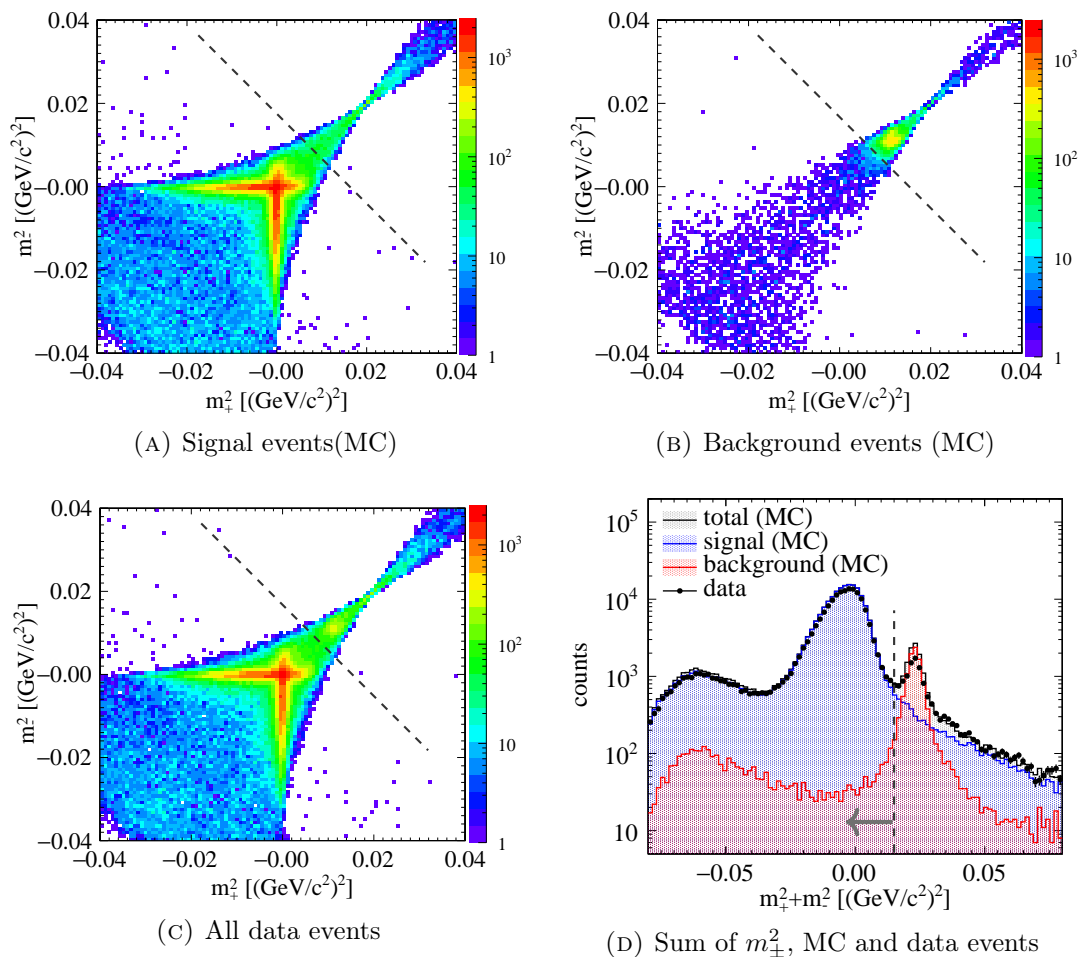 0.04
0.02
−0.00
−0.02
−0.04
m²₋ [(GeV/c²)²]
−0.04 −0.02 −0.00 0.02 0.04
m²₊ [(GeV/c²)²]
10³
10²
10
1
(A) Signal events(MC)
0.04
0.02
−0.00
−0.02
−0.04
m²₋ [(GeV/c²)²]
−0.04 −0.02 0.00 0.02 0.04
m²₊ [(GeV/c²)²]
10³
10²
10
1
(B) Background events (MC)
0.04
0.02
−0.00
−0.02
−0.04
m²₋ [(GeV/c²)²]
−0.04 −0.02 −0.00 0.02 0.04
m²₊ [(GeV/c²)²]
10³
10²
10
1
(C) All data events
total (MC)
signal (MC)
background (MC)
data
10⁵
10⁴
10³
10²
10
counts
−0.05 0.00 0.05
m²₊+m²₋ [(GeV/c²)²]
(D) Sum of m²±, MC and data events